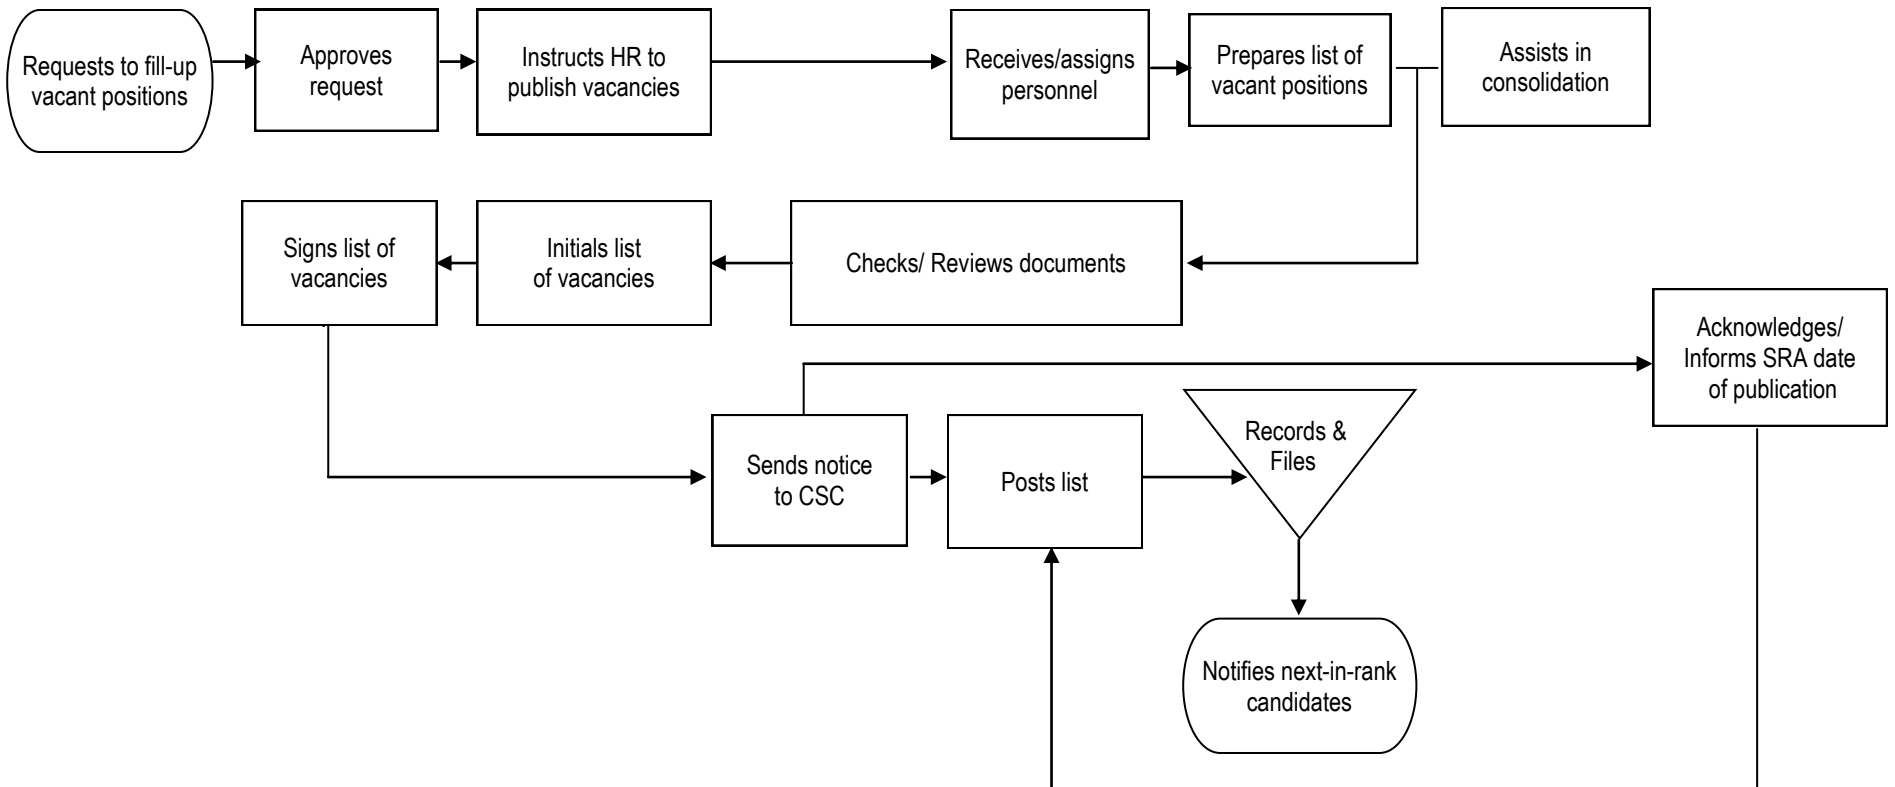 Requests to fill-up
vacant positions
Approves
request
Instructs HR to
publish vacancies
Receives/assigns
personnel
Prepares list of
vacant positions
Assists in
consolidation
Signs list of
vacancies
Initials list
of vacancies
Checks/ Reviews documents
Acknowledges/
Informs SRA date
of publication
Sends notice
to CSC
Posts list
Records &
Files
Notifies next-in-rank
candidates